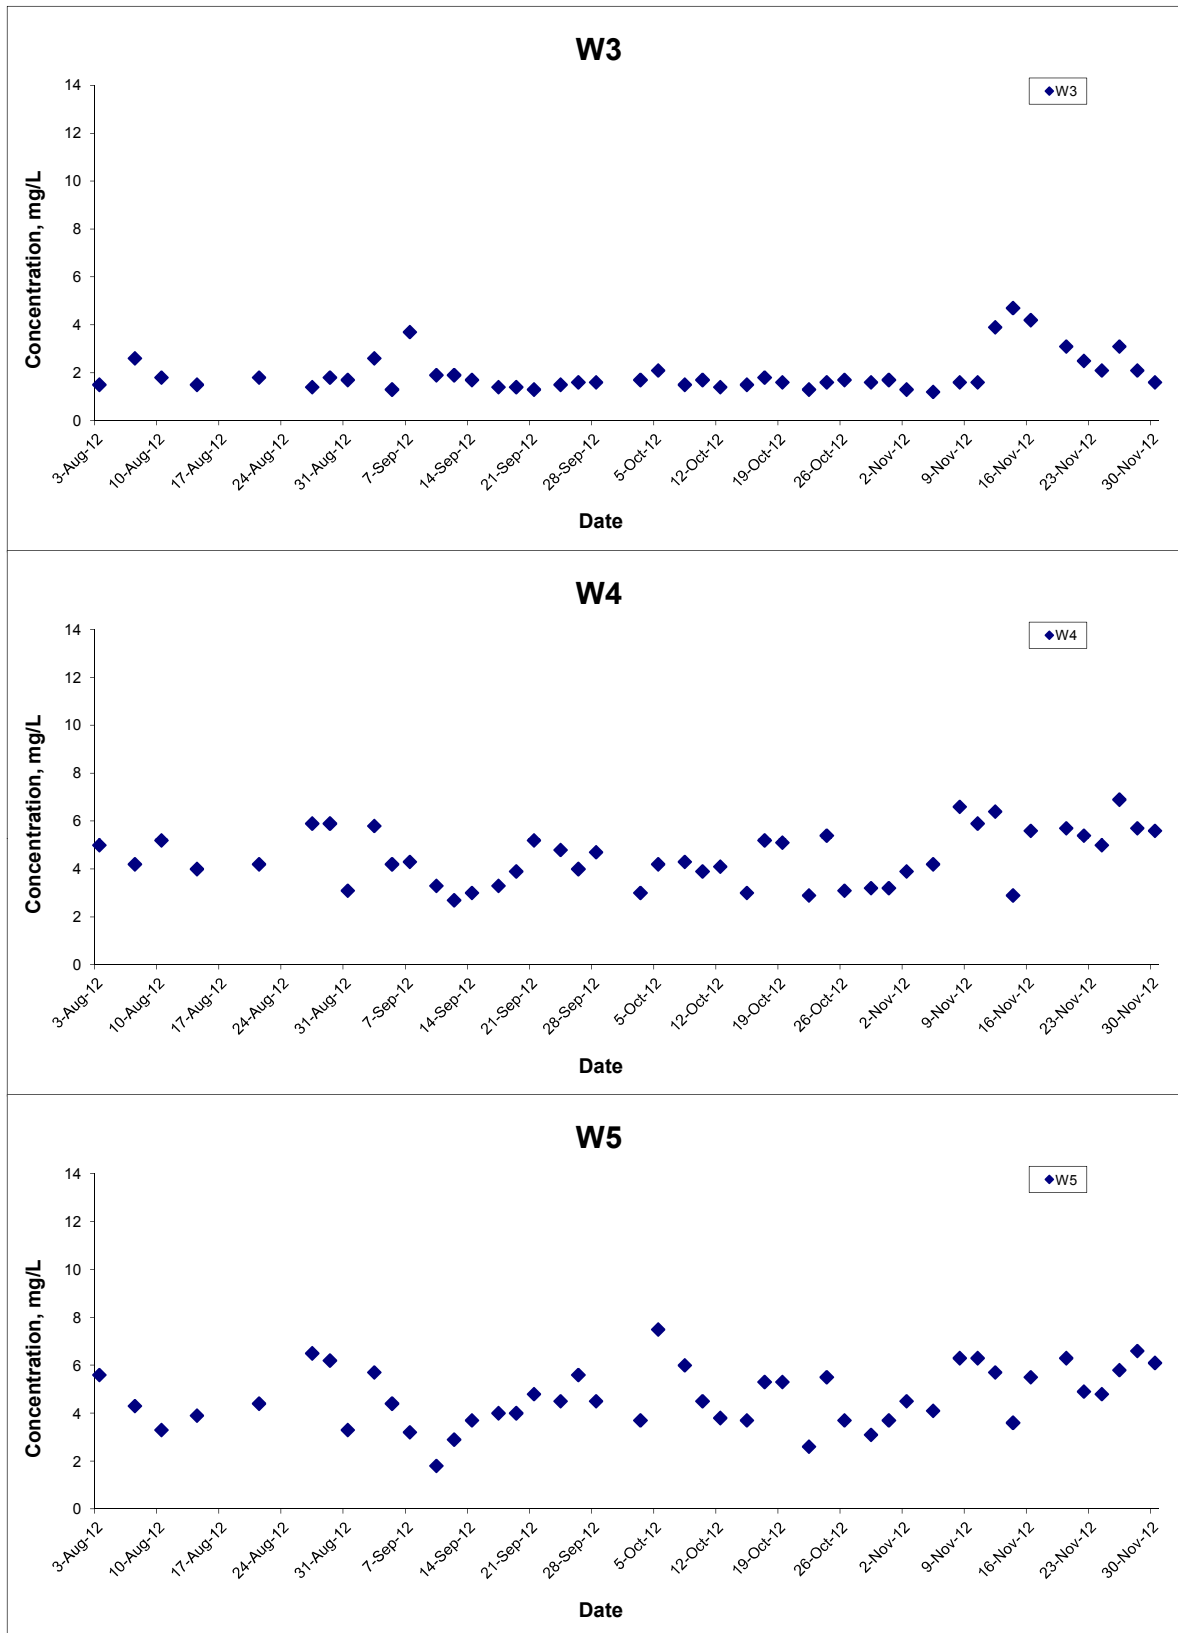 W3
W3
14
12
10
8
6
4
2
0
Concentration, mg/L
3-Aug-12
10-Aug-12
17-Aug-12
24-Aug-12
31-Aug-12
7-Sep-12
14-Sep-12
21-Sep-12
28-Sep-12
5-Oct-12
12-Oct-12
19-Oct-12
26-Oct-12
2-Nov-12
9-Nov-12
16-Nov-12
23-Nov-12
30-Nov-12
Date
W4
W4
14
12
10
8
6
4
2
0
Concentration, mg/L
3-Aug-12
10-Aug-12
17-Aug-12
24-Aug-12
31-Aug-12
7-Sep-12
14-Sep-12
21-Sep-12
28-Sep-12
5-Oct-12
12-Oct-12
19-Oct-12
26-Oct-12
2-Nov-12
9-Nov-12
16-Nov-12
23-Nov-12
30-Nov-12
Date
W5
W5
14
12
10
8
6
4
2
0
Concentration, mg/L
3-Aug-12
10-Aug-12
17-Aug-12
24-Aug-12
31-Aug-12
7-Sep-12
14-Sep-12
21-Sep-12
28-Sep-12
5-Oct-12
12-Oct-12
19-Oct-12
26-Oct-12
2-Nov-12
9-Nov-12
16-Nov-12
23-Nov-12
30-Nov-12
Date